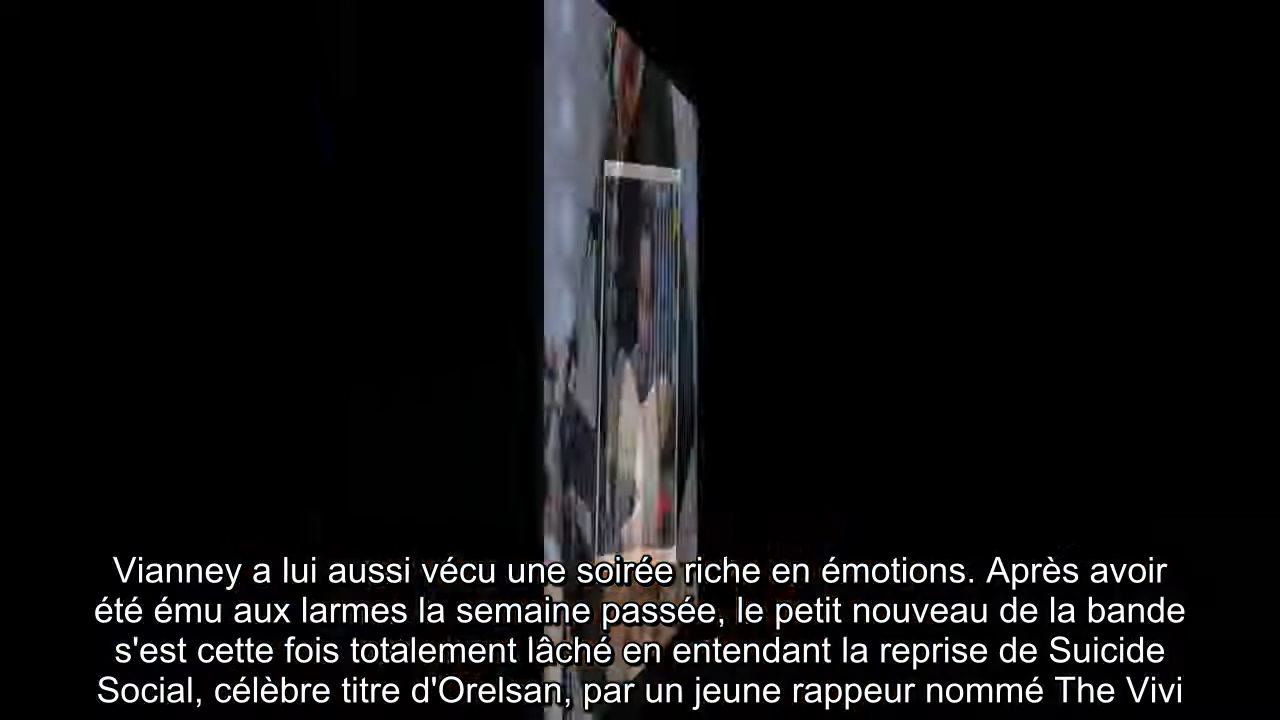 Vianney a lui aussi vécu une soirée riche en émotions. Après avoir
été ému aux larmes la semaine passée, le petit nouveau de la bande
s'est cette fois totalement lâché en entendant la reprise de Suicide
Social, célèbre titre d'Orelsan, par un jeune rappeur nommé The Vivi